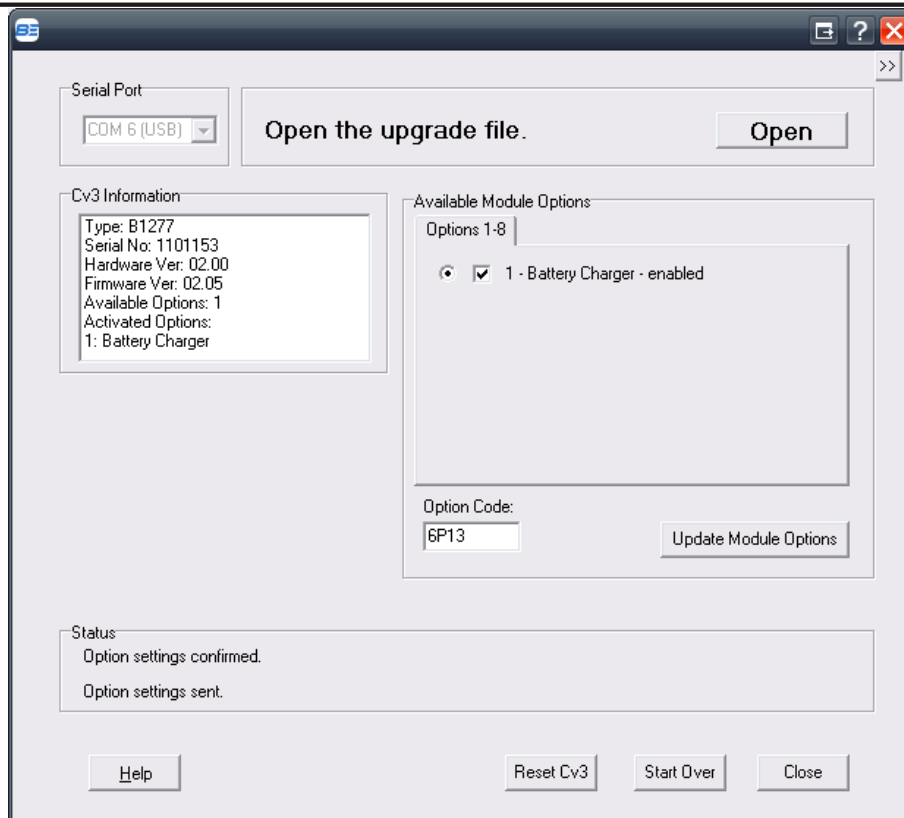 ?
>>
Serial Port
COM 6 (USB)
Open the upgrade file.
Open
Cv3 Information
Type: B1277
Serial No: 1101153
Hardware Ver: 02.00
Firmware Ver: 02.05
Available Options: 1
Activated Options:
1: Battery Charger
Available Module Options
Options 1-8
1 - Battery Charger - enabled
Option Code:
6P13
Update Module Options
Status
Option settings confirmed.
Option settings sent.
Help
Reset Cv3
Start Over
Close